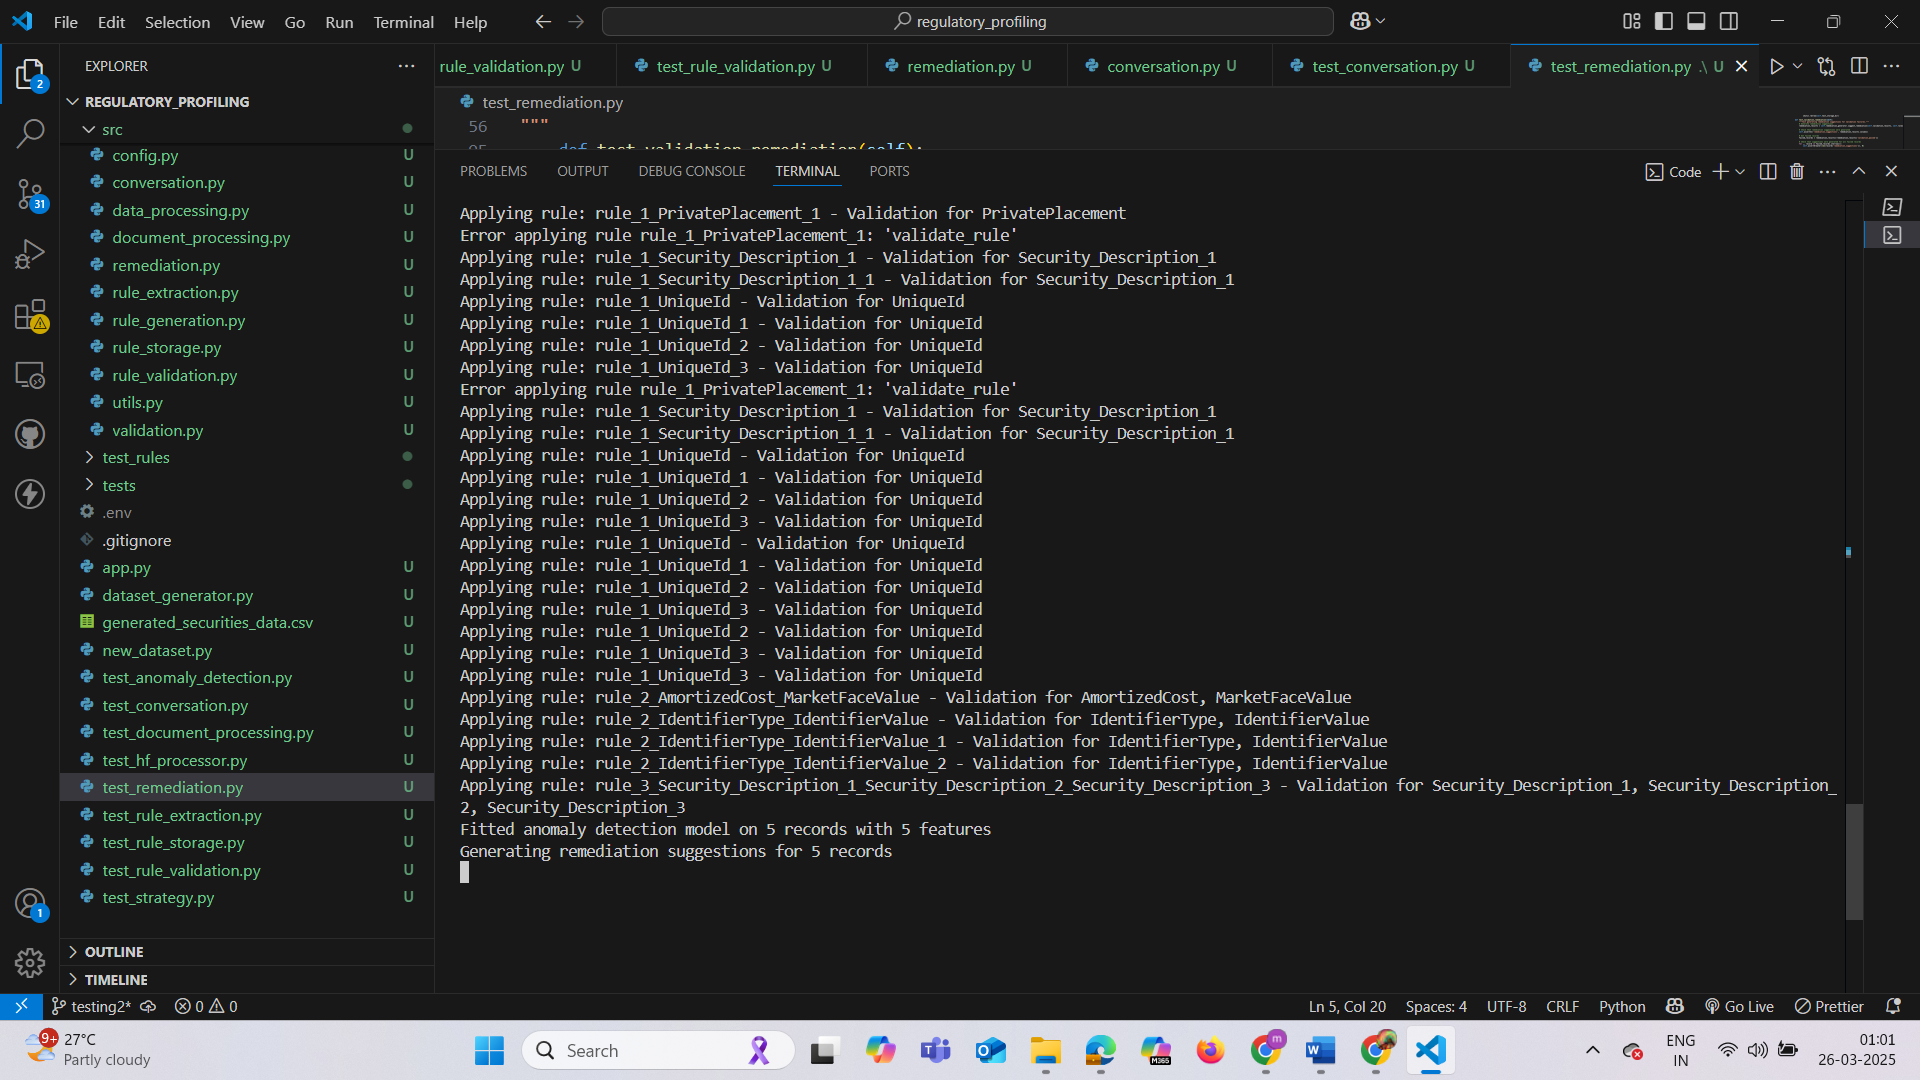 File Edit Selection View Go Run Terminal Help
regulatory_profiling
EXPLORER
REGULATORY_PROFILING
src
config.py U
conversation.py U
data_processing.py U
document_processing.py U
remediation.py U
rule_extraction.py U
rule_generation.py U
rule_storage.py U
rule_validation.py U
utils.py U
validation.py U
test_rules
tests
.env
.gitignore
app.py U
dataset_generator.py U
generated_securities_data.csv U
new_dataset.py U
test_anomaly_detection.py U
test_conversation.py U
test_document_processing.py U
test_hf_processor.py U
test_remediation.py U
test_rule_extraction.py U
test_rule_storage.py U
test_rule_validation.py U
test_strategy.py U
OUTLINE
TIMELINE
2
31
1
rule_validation.py U
test_rule_validation.py U
remediation.py U
conversation.py U
test_conversation.py U
test_remediation.py .\ U
test_remediation.py
56 """
def test_validation_remediation(self):
PROBLEMS OUTPUT DEBUG CONSOLE TERMINAL PORTS
Code
Applying rule: rule_1_PrivatePlacement_1 - Validation for PrivatePlacement
Error applying rule rule_1_PrivatePlacement_1: 'validate_rule'
Applying rule: rule_1_Security_Description_1 - Validation for Security_Description_1
Applying rule: rule_1_Security_Description_1_1 - Validation for Security_Description_1
Applying rule: rule_1_UniqueId - Validation for UniqueId
Applying rule: rule_1_UniqueId_1 - Validation for UniqueId
Applying rule: rule_1_UniqueId_2 - Validation for UniqueId
Applying rule: rule_1_UniqueId_3 - Validation for UniqueId
Error applying rule rule_1_PrivatePlacement_1: 'validate_rule'
Applying rule: rule_1_Security_Description_1 - Validation for Security_Description_1
Applying rule: rule_1_Security_Description_1_1 - Validation for Security_Description_1
Applying rule: rule_1_UniqueId - Validation for UniqueId
Applying rule: rule_1_UniqueId_1 - Validation for UniqueId
Applying rule: rule_1_UniqueId_2 - Validation for UniqueId
Applying rule: rule_1_UniqueId_3 - Validation for UniqueId
Applying rule: rule_1_UniqueId - Validation for UniqueId
Applying rule: rule_1_UniqueId_1 - Validation for UniqueId
Applying rule: rule_1_UniqueId_2 - Validation for UniqueId
Applying rule: rule_1_UniqueId_3 - Validation for UniqueId
Applying rule: rule_1_UniqueId_2 - Validation for UniqueId
Applying rule: rule_1_UniqueId_3 - Validation for UniqueId
Applying rule: rule_1_UniqueId_3 - Validation for UniqueId
Applying rule: rule_2_AmortizedCost_MarketFaceValue - Validation for AmortizedCost, MarketFaceValue
Applying rule: rule_2_IdentifierType_IdentifierValue - Validation for IdentifierType, IdentifierValue
Applying rule: rule_2_IdentifierType_IdentifierValue_1 - Validation for IdentifierType, IdentifierValue
Applying rule: rule_2_IdentifierType_IdentifierValue_2 - Validation for IdentifierType, IdentifierValue
Applying rule: rule_3_Security_Description_1_Security_Description_2_Security_Description_3 - Validation for Security_Description_1, Security_Description_
2, Security_Description_3
Fitted anomaly detection model on 5 records with 5 features
Generating remediation suggestions for 5 records
testing2* 0 0
Ln 5, Col 20 Spaces: 4 UTF-8 CRLF Python Go Live Prettier
9+
27°C
Partly cloudy
Search
M365
m
ENG
IN
01:01
26-03-2025